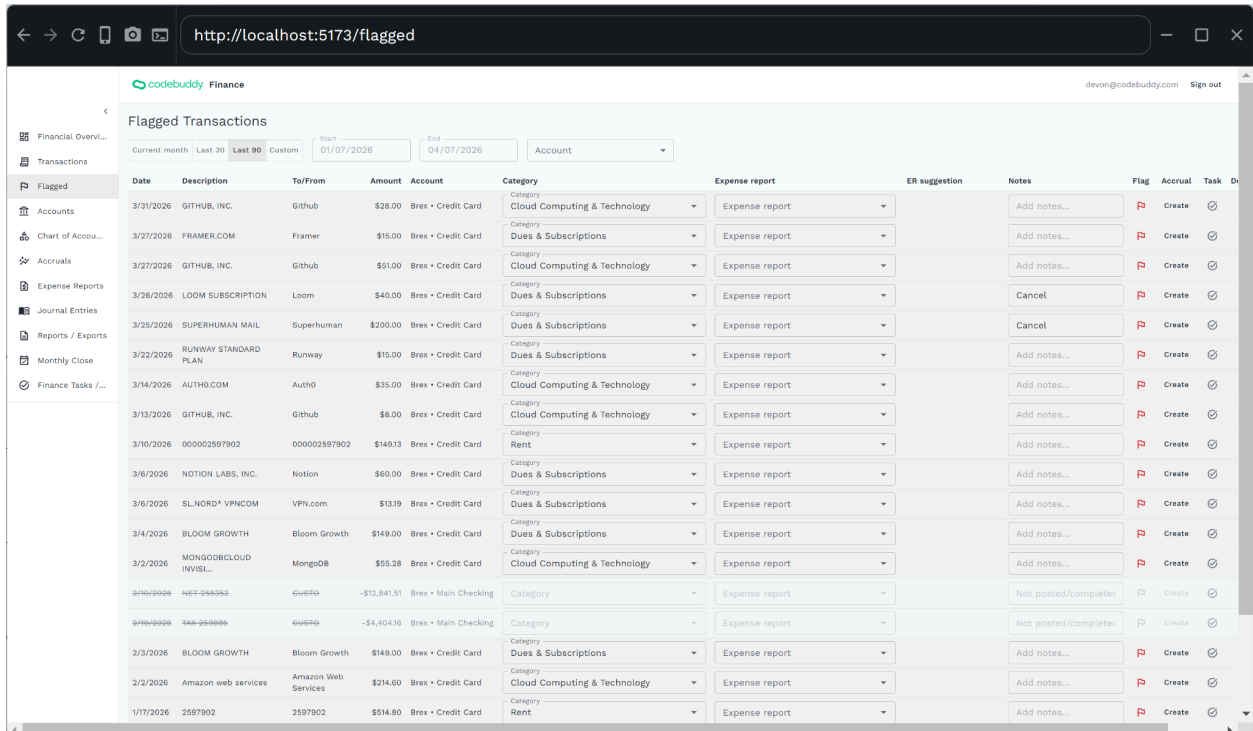 http://localhost:5173/flagged
codebuddy Finance
devon@codebuddy.com Sign out
Financial Overvi...
Transactions
Flagged
Accounts
Chart of Accou...
Accruals
Expense Reports
Journal Entries
Reports / Exports
Monthly Close
Finance Tasks /...
Flagged Transactions
Current month Last 30 Last 90 Custom
Start
01/07/2026
End
04/07/2026
Account
Date Description To/From Amount Account Category Expense report ER suggestion Notes Flag Accrual Task
Category
3/31/2026 GITHUB, INC. Github $28.00 Brex • Credit Card Cloud Computing & Technology Expense report Add notes... Create
Category
3/27/2026 FRAMER.COM Framer $15.00 Brex • Credit Card Dues & Subscriptions Expense report Add notes... Create
Category
3/27/2026 GITHUB, INC. Github $51.00 Brex • Credit Card Cloud Computing & Technology Expense report Add notes... Create
Category
3/26/2026 LOOM SUBSCRIPTION Loom $40.00 Brex • Credit Card Dues & Subscriptions Expense report Cancel Create
Category
3/25/2026 SUPERHUMAN MAIL Superhuman $200.00 Brex • Credit Card Dues & Subscriptions Expense report Cancel Create
Category
3/22/2026 RUNWAY STANDARD PLAN Runway $15.00 Brex • Credit Card Dues & Subscriptions Expense report Add notes... Create
Category
3/14/2026 AUTH0.COM Auth0 $35.00 Brex • Credit Card Cloud Computing & Technology Expense report Add notes... Create
Category
3/13/2026 GITHUB, INC. Github $8.00 Brex • Credit Card Cloud Computing & Technology Expense report Add notes... Create
Category
3/10/2026 000002597902 000002597902 $149.13 Brex • Credit Card Rent Expense report Add notes... Create
Category
3/6/2026 NOTION LABS, INC. Notion $60.00 Brex • Credit Card Dues & Subscriptions Expense report Add notes... Create
Category
3/6/2026 SL.NORD* VPNCOM VPN.com $13.19 Brex • Credit Card Dues & Subscriptions Expense report Add notes... Create
Category
3/4/2026 BLOOM GROWTH Bloom Growth $149.00 Brex • Credit Card Dues & Subscriptions Expense report Add notes... Create
Category
3/2/2026 MONGODBCLOUD INVISI... MongoDB $55.28 Brex • Credit Card Cloud Computing & Technology Expense report Add notes... Create
2/10/2026 NET 258352 GUSTO -$12,841.51 Brex • Main Checking Category Expense report Not posted/completed Create
2/10/2026 TAX 259885 GUSTO -$4,404.16 Brex • Main Checking Category Expense report Not posted/completed Create
Category
2/3/2026 BLOOM GROWTH Bloom Growth $149.00 Brex • Credit Card Dues & Subscriptions Expense report Add notes... Create
Category
2/2/2026 Amazon web services Amazon Web Services $214.60 Brex • Credit Card Cloud Computing & Technology Expense report Add notes... Create
Category
1/17/2026 2597902 2597902 $514.80 Brex • Credit Card Rent Expense report Add notes... Create